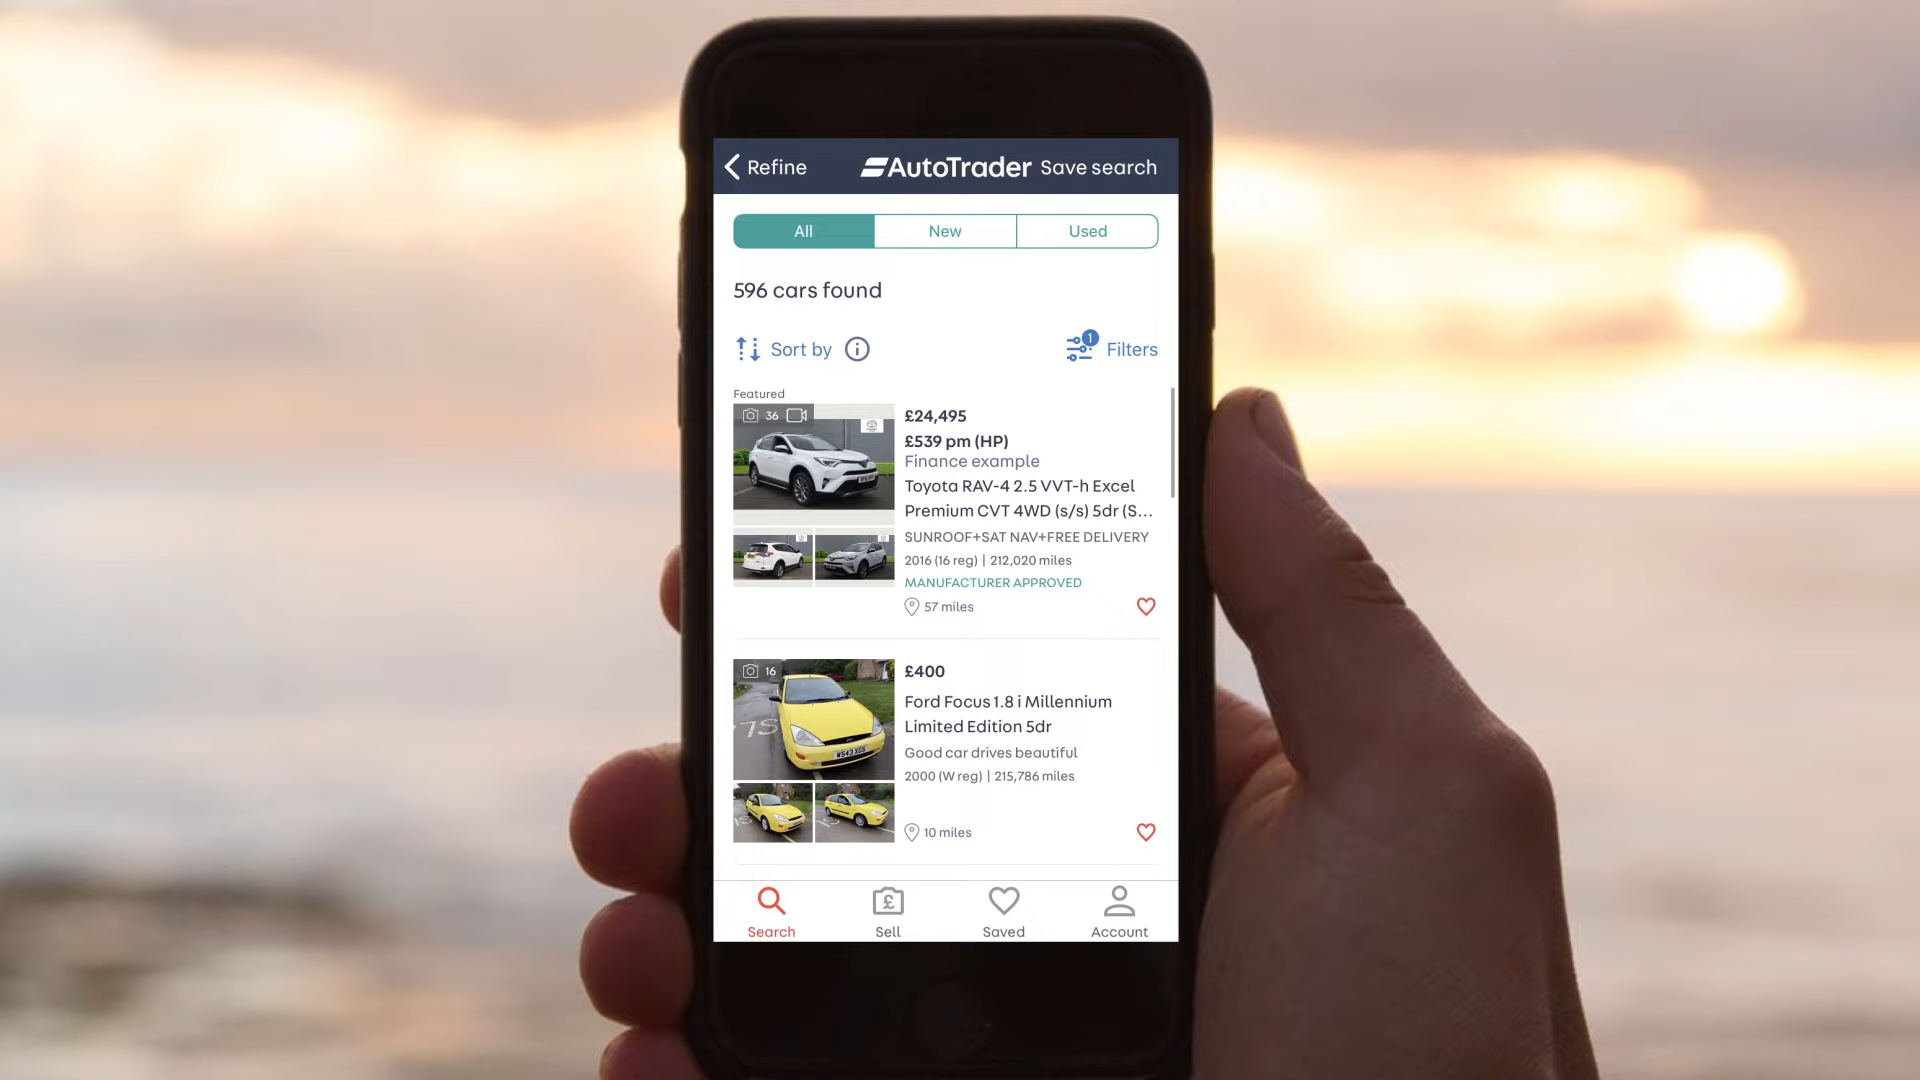 Refine
AutoTrader
Save search
All
New
Used
596 cars found
Sort by
1
Filters
Featured
36
£24,495
£539 pm (HP)
Finance example
Toyota RAV-4 2.5 VVT-h Excel
Premium CVT 4WD (s/s) 5dr (S...
SUNROOF+SAT NAV+FREE DELIVERY
2016 (16 reg) | 212,020 miles
MANUFACTURER APPROVED
57 miles
16
£400
Ford Focus 1.8 i Millennium
Limited Edition 5dr
Good car drives beautiful
2000 (W reg) | 215,786 miles
W543 XGS
10 miles
Search
Sell
Saved
Account